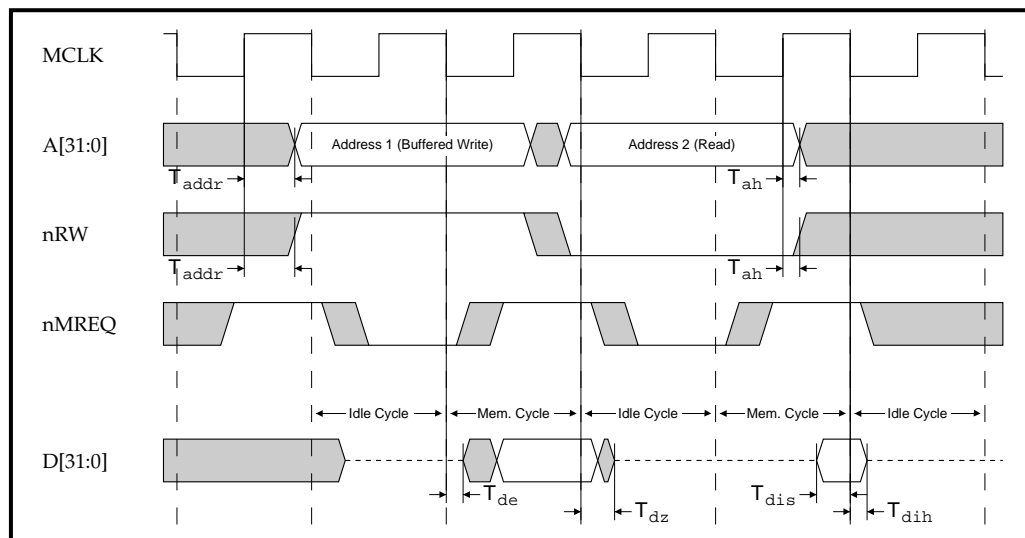 MCLK
A[31:0]
Address 1 (Buffered Write)
Address 2 (Read)
Taddr
Tah
nRW
Taddr
Tah
nMREQ
Idle Cycle
Mem. Cycle
Idle Cycle
Mem. Cycle
Idle Cycle
D[31:0]
Tde
Tdz
Tdis
Tdih